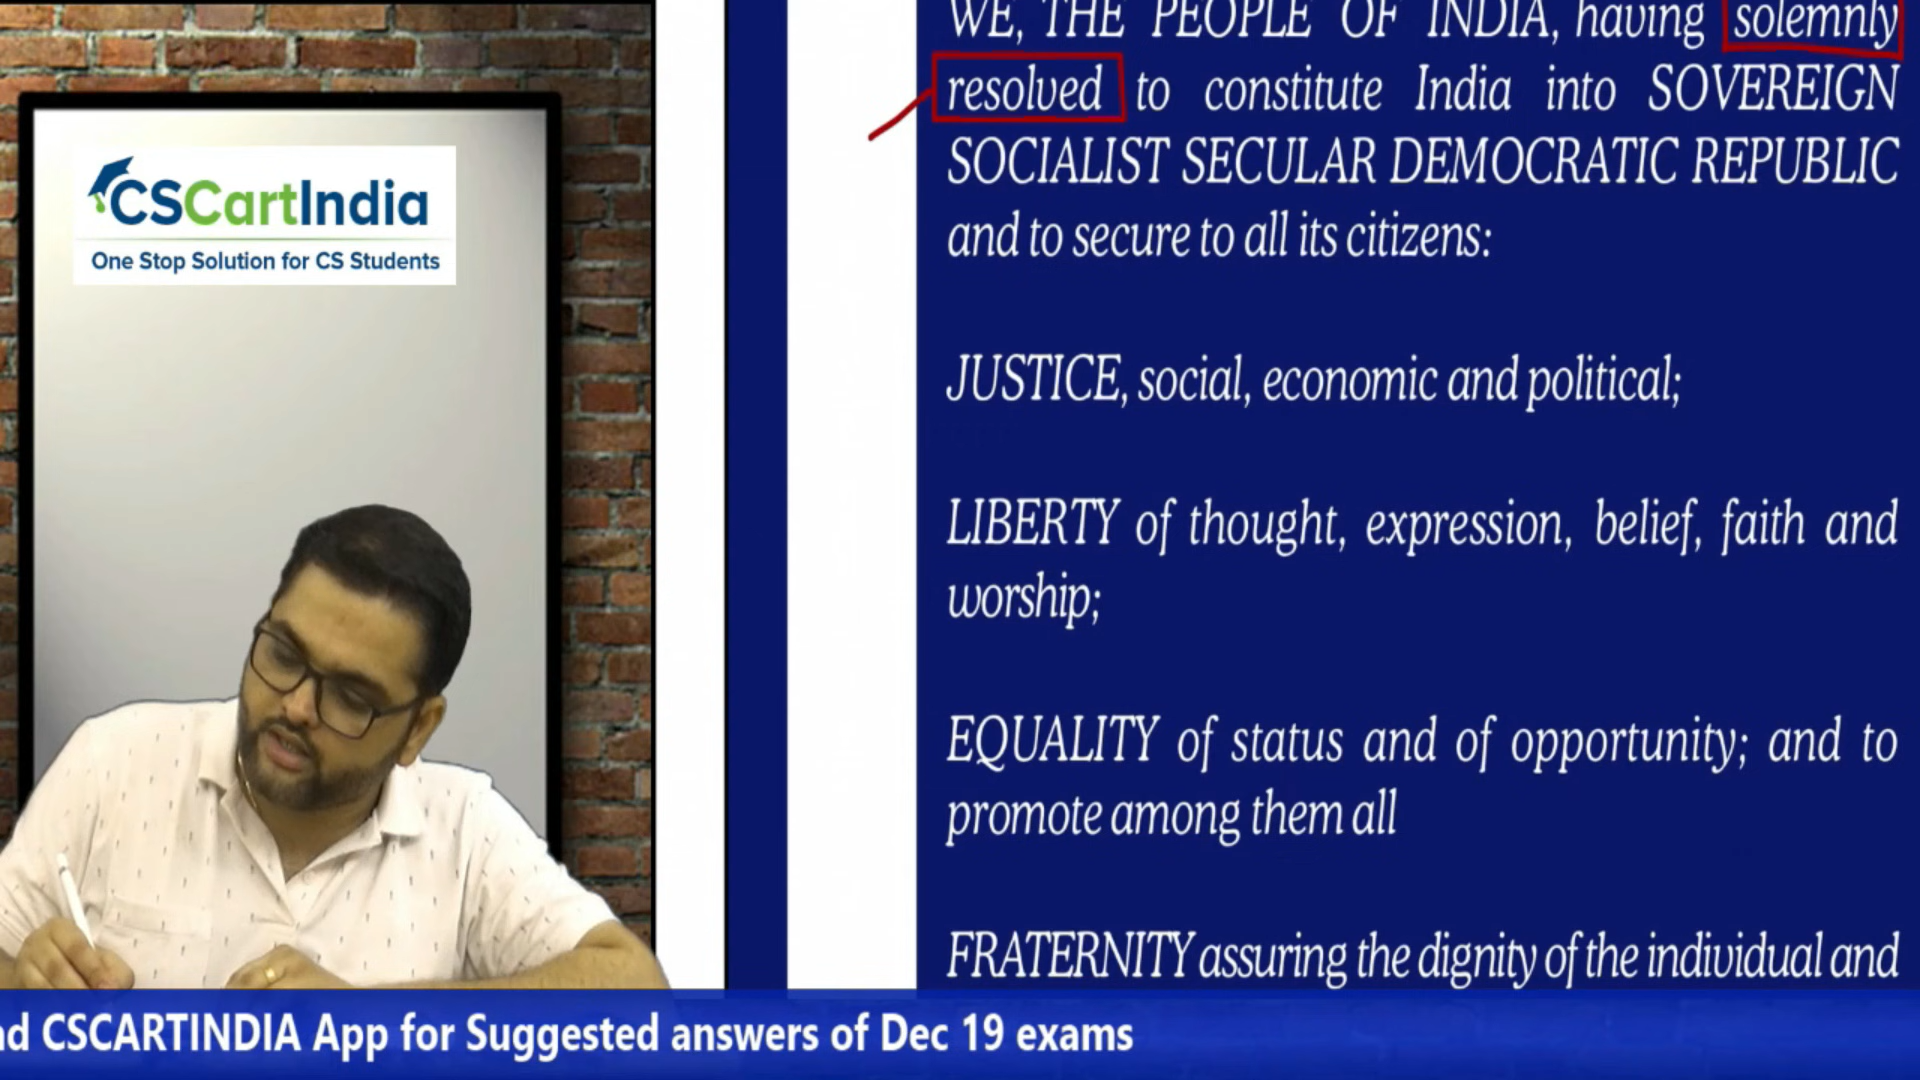 CSCartIndia
One Stop Solution for CS Students
WE, THE PEOPLE OF INDIA, having solemnly
resolved to constitute India into SOVEREIGN
SOCIALIST SECULAR DEMOCRATIC REPUBLIC
and to secure to all its citizens:
JUSTICE, social, economic and political;
LIBERTY of thought, expression, belief, faith and
worship;
EQUALITY of status and of opportunity; and to
promote among them all
FRATERNITY assuring the dignity of the individual and
CSCARTINDIA App for Suggested answers of Dec 19 exams